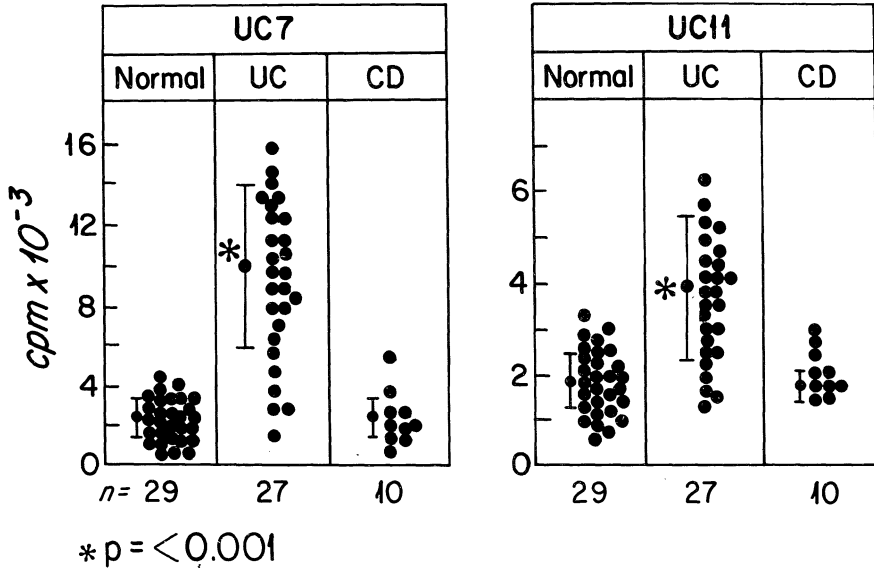 UC7
Normal UC CD
cpm x 10⁻³
16
12
8
4
0
*
n= 29 27 10
UC11
Normal UC CD
6
4
2
0
*
29 27 10
* p = < 0.001